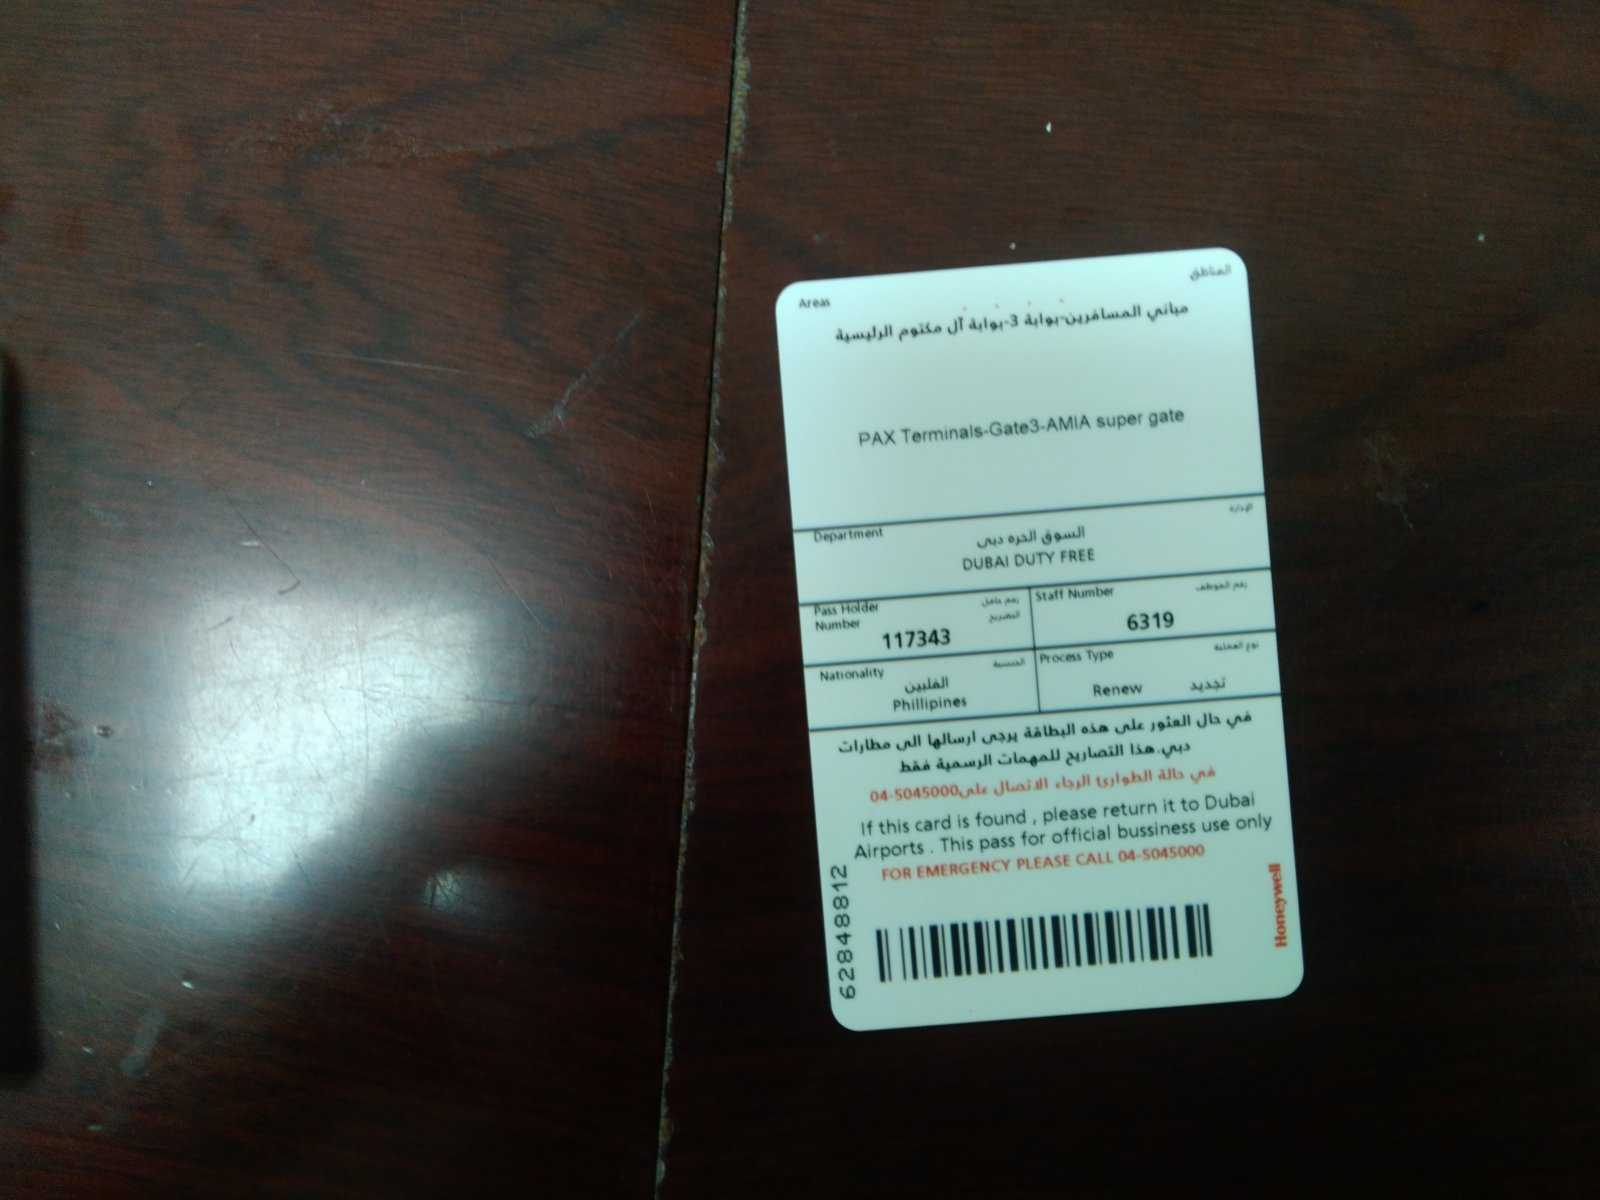 Areas المناطق
مباني المسافرين-بوابة 3-بوابة آل مكتوم الرئيسية
PAX Terminals-Gate3-AMIA super gate
Department الإدارة
السوق الحره دبي
DUBAI DUTY FREE
Pass Holder Number رقم حامل التصريح
117343
Staff Number رقم الموظف
6319
Nationality الجنسية
الفلبين
Phillipines
Process Type نوع العملية
Renew تجديد
في حال العثور على هذه البطاقة يرجى ارسالها الى مطارات
دبي.هذا التصاريح للمهمات الرسمية فقط
في حالة الطوارئ الرجاء الاتصال على04-5045000
If this card is found , please return it to Dubai
Airports . This pass for official bussiness use only
FOR EMERGENCY PLEASE CALL 04-5045000
62848812
Honeywell